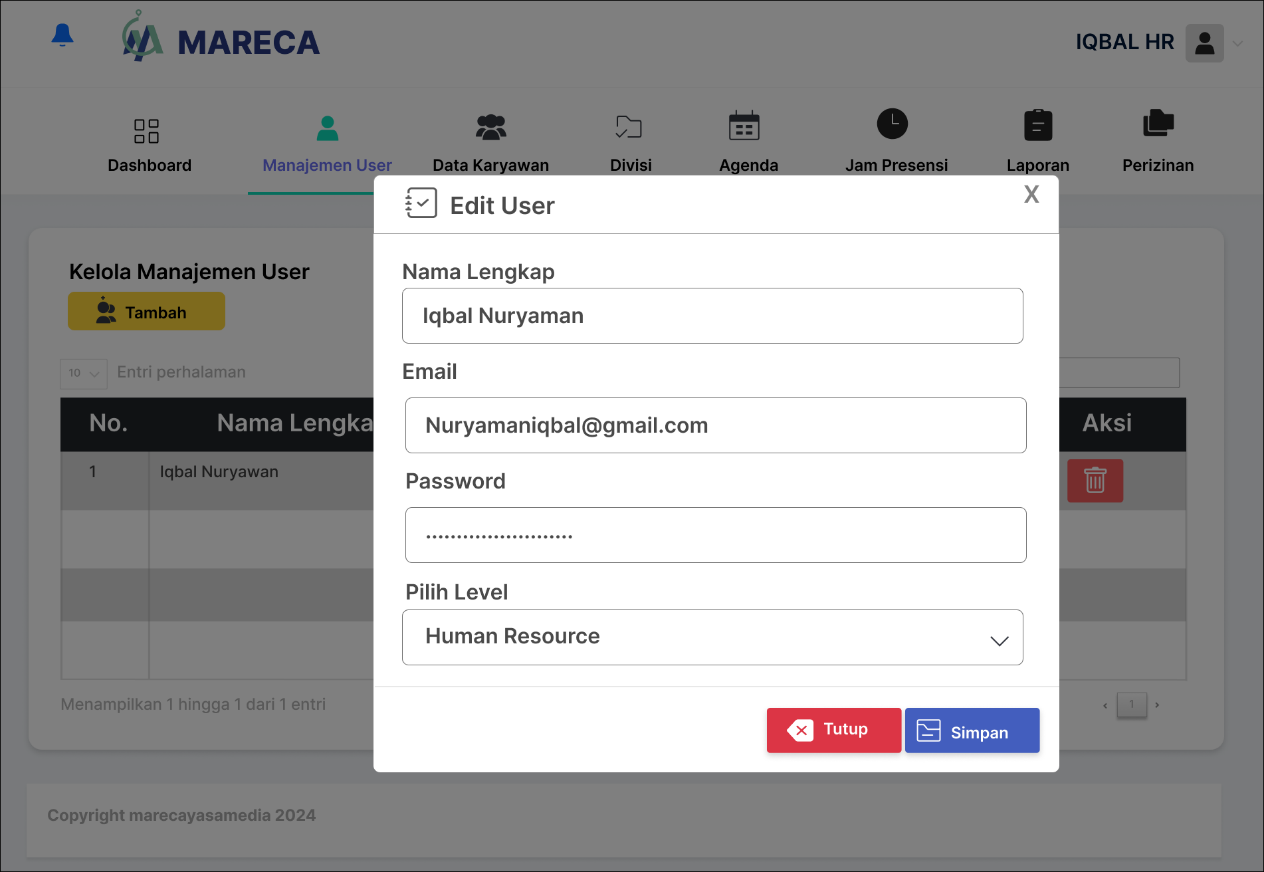 MARECA
IQBAL HR
Dashboard
Manajemen User
Data Karyawan
Divisi
Agenda
Jam Presensi
Laporan
Perizinan
Edit User
X
Kelola Manajemen User
Tambah
10
Entri perhalaman
No.
Nama Lengka
Aksi
1
Iqbal Nuryawan
Nama Lengkap
Iqbal Nuryaman
Email
Nuryamaniqbal@gmail.com
Password
........................
Pilih Level
Human Resource
Menampilkan 1 hingga 1 dari 1 entri
‹ 1 ›
Tutup
Simpan
Copyright marecayasamedia 2024